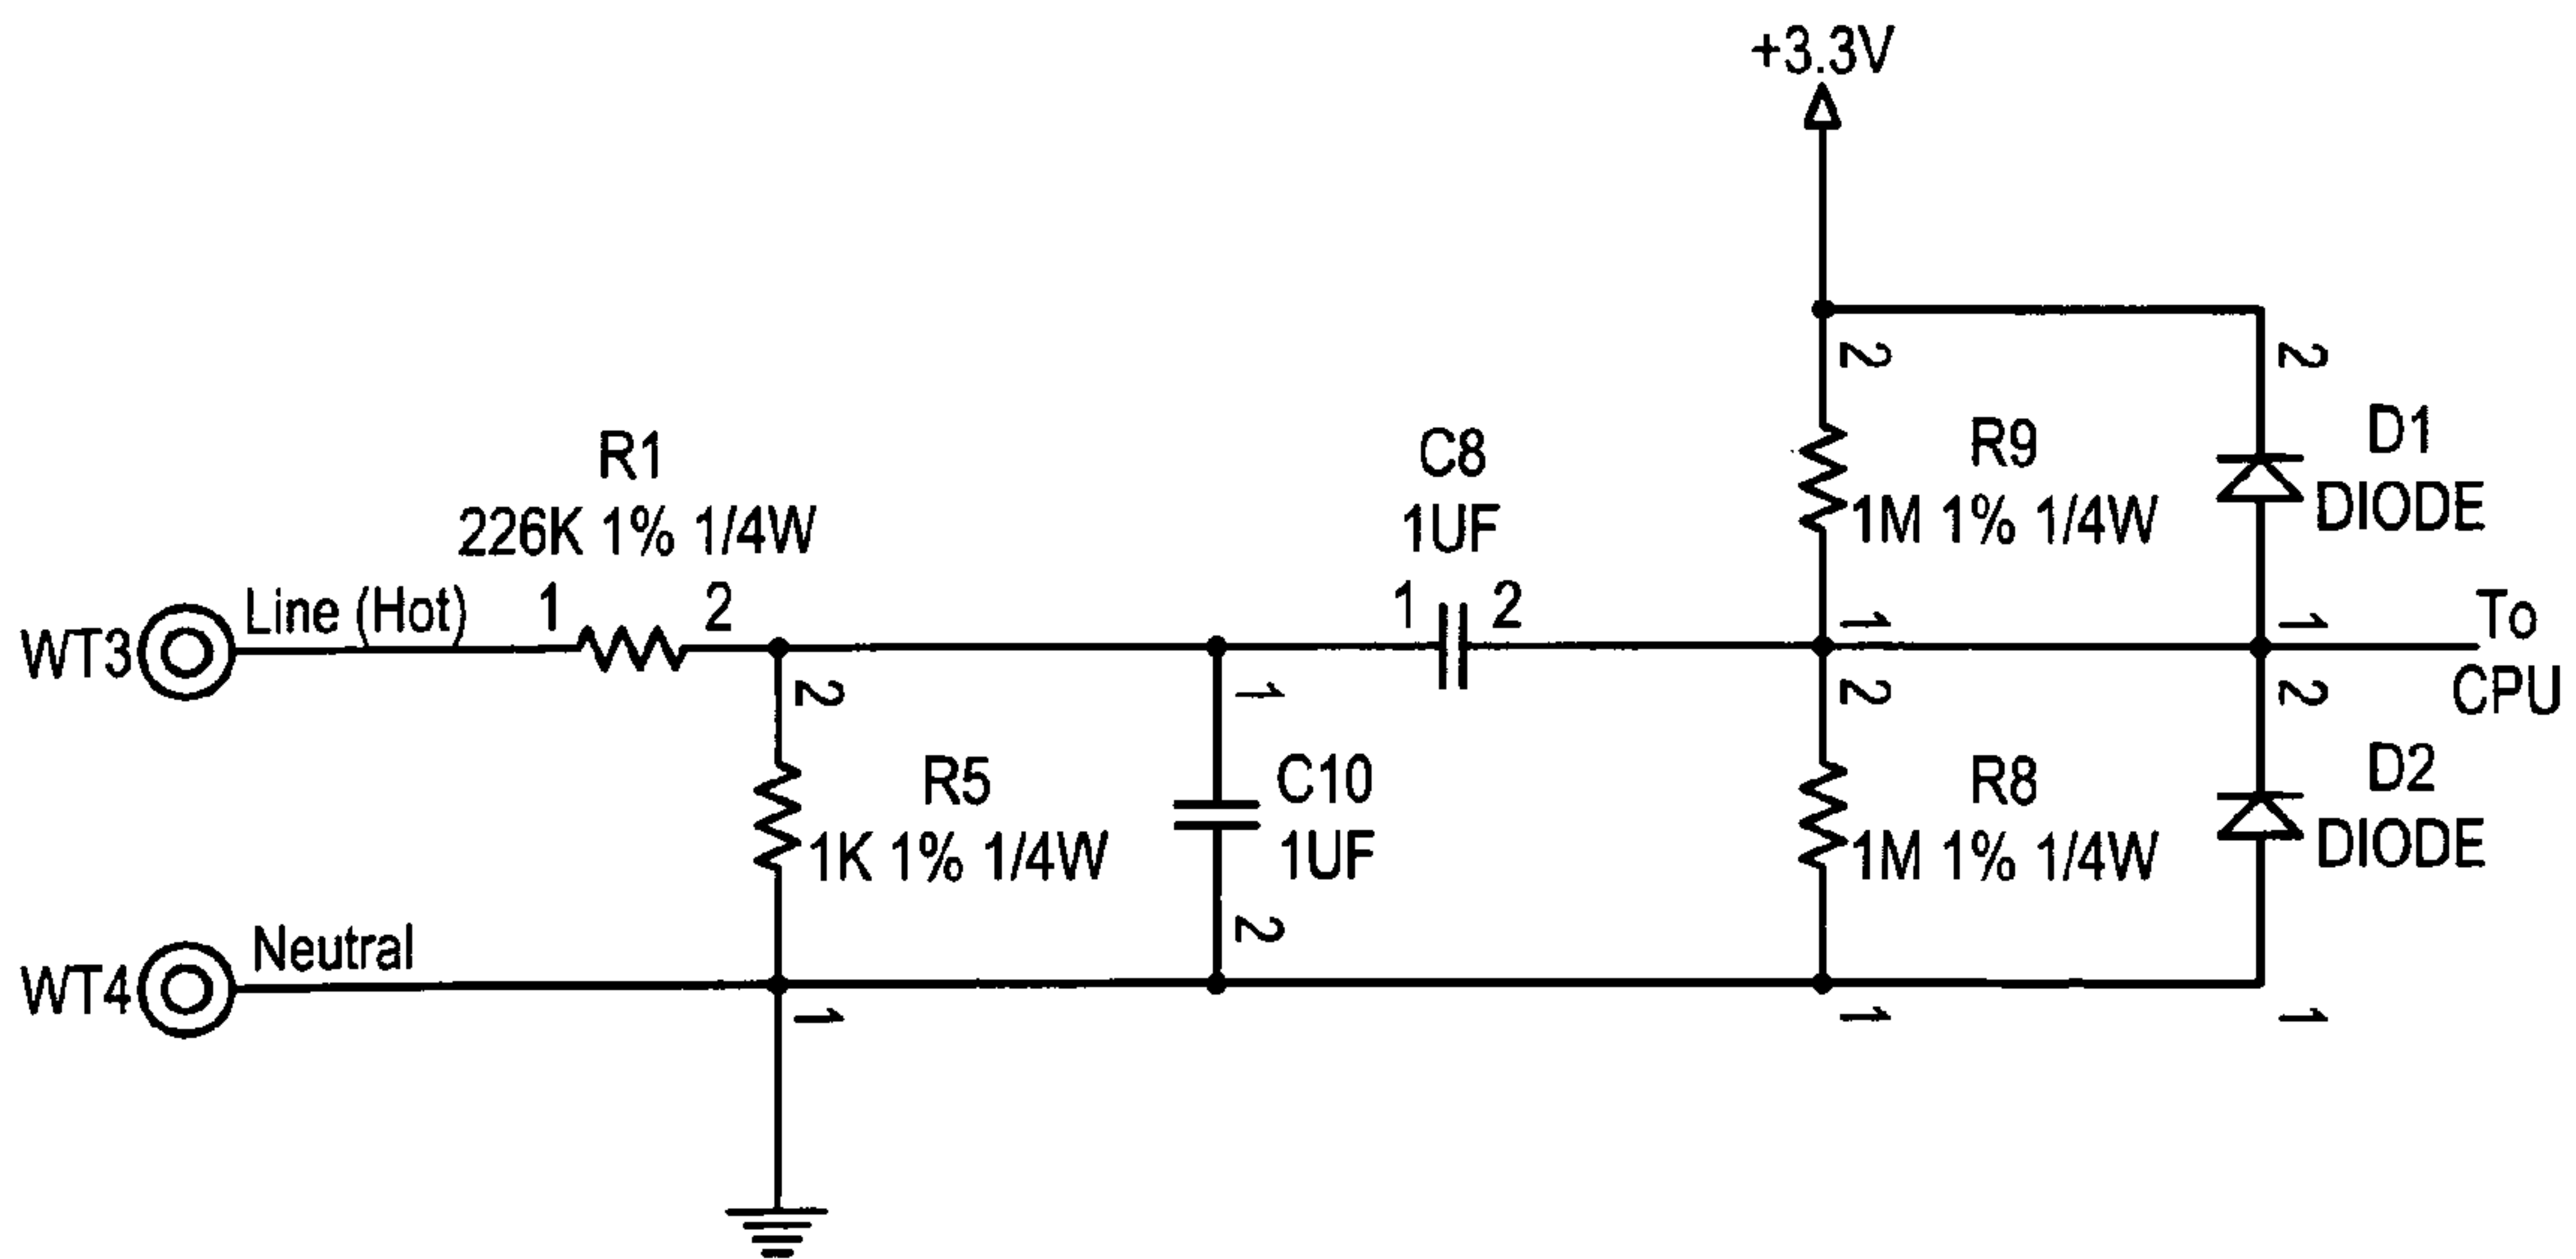 +3.3V
2
2
R1
226K 1% 1/4W
C8
1UF
R9
1M 1% 1/4W
D1
DIODE
WT3
Line (Hot)
1
2
1
2
1
1
To
CPU
2
1
2
2
R5
1K 1% 1/4W
C10
1UF
R8
1M 1% 1/4W
D2
DIODE
WT4
Neutral
2
1
1
1